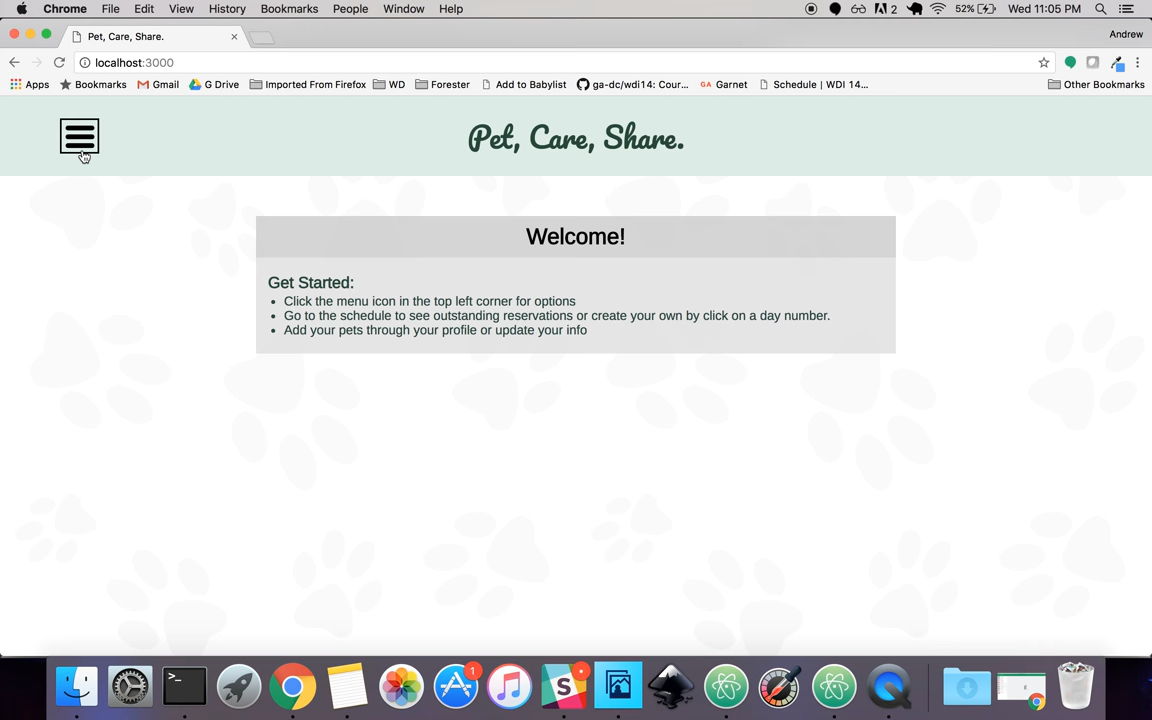 Chrome File Edit View History Bookmarks People Window Help 2 52% Wed 11:05 PM
Pet, Care, Share. Andrew
localhost:3000
Apps Bookmarks Gmail G Drive Imported From Firefox WD Forester Add to Babylist ga-dc/wdi14: Cour... GA Garnet Schedule | WDI 14... Other Bookmarks
Pet, Care, Share.
Welcome!
Get Started:
• Click the menu icon in the top left corner for options
• Go to the schedule to see outstanding reservations or create your own by click on a day number.
• Add your pets through your profile or update your info
>_ 1 S